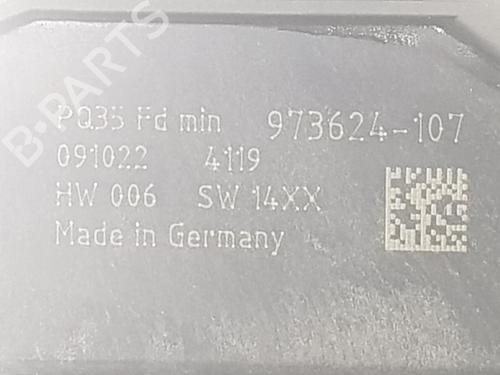 PQ35 Fd min 973624-107
091022 4119
HW 006 SW 14XX
Made in Germany
B-PARTS